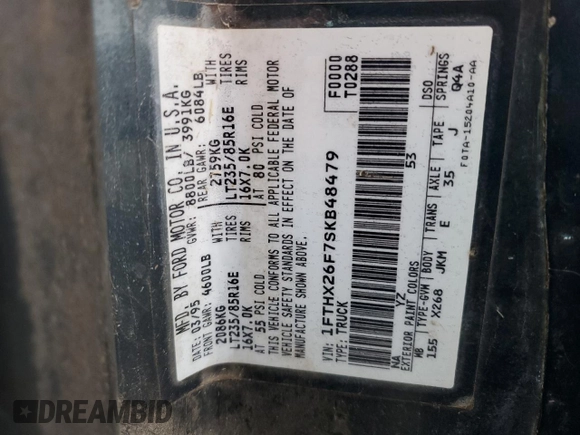 MFD. BY FORD MOTOR CO. IN U.S.A.
DATE: 03/95 GVWR: 8800LB/ 3991KG
FRONT GAWR: 4600LB REAR GAWR: 6084LB
2086KG WITH 2759KG WITH
LT235/85R16E TIRES LT235/85R16E TIRES
16X7.0K RIMS 16X7.0K RIMS
AT 55 PSI COLD AT 80 PSI COLD
THIS VEHICLE CONFORMS TO ALL APPLICABLE FEDERAL MOTOR
VEHICLE SAFETY STANDARDS IN EFFECT ON THE DATE OF
MANUFACTURE SHOWN ABOVE.
F0000
T0288
VIN: 1FTHX26F7SKB48479
TYPE: TRUCK
NA YZ 53
EXTERIOR PAINT COLORS DSO
WB TYPE-GVM BODY TRANS AXLE TAPE SPRINGS
155 X268 JKM E 35 J Q4A
F0TA-15204A10-AA
DREAMBID